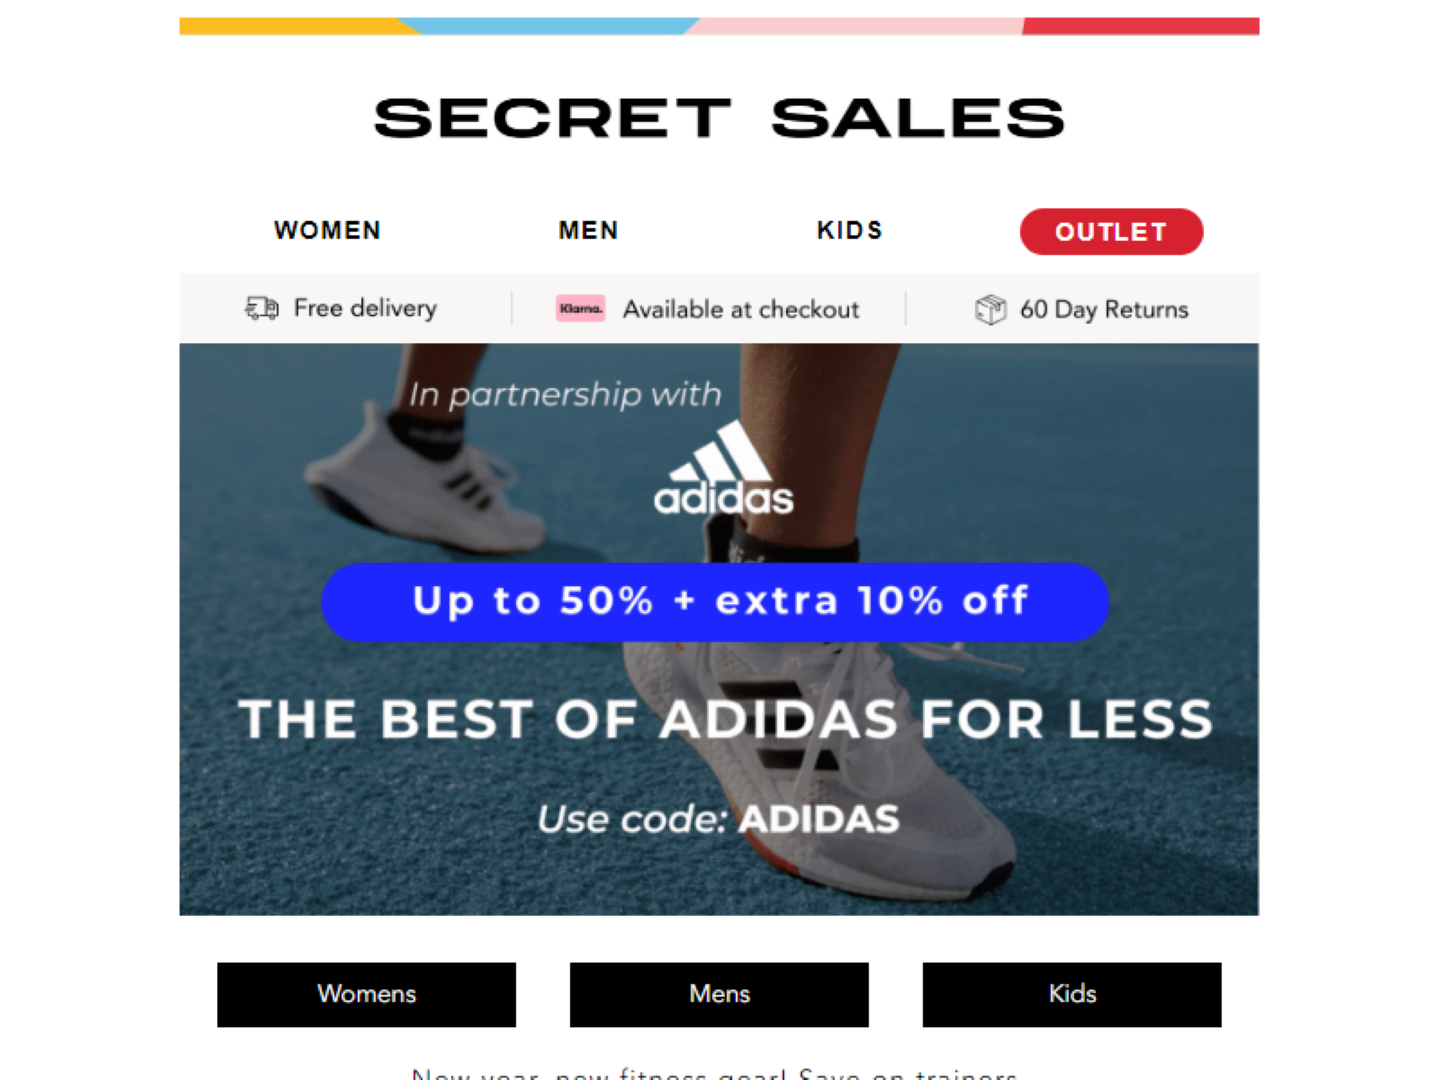 SECRET SALES
WOMEN MEN KIDS OUTLET
Free delivery Klarna. Available at checkout 60 Day Returns
In partnership with
adidas
Up to 50% + extra 10% off
THE BEST OF ADIDAS FOR LESS
Use code: ADIDAS
Womens Mens Kids
New year, new fitness gear! Save on trainers